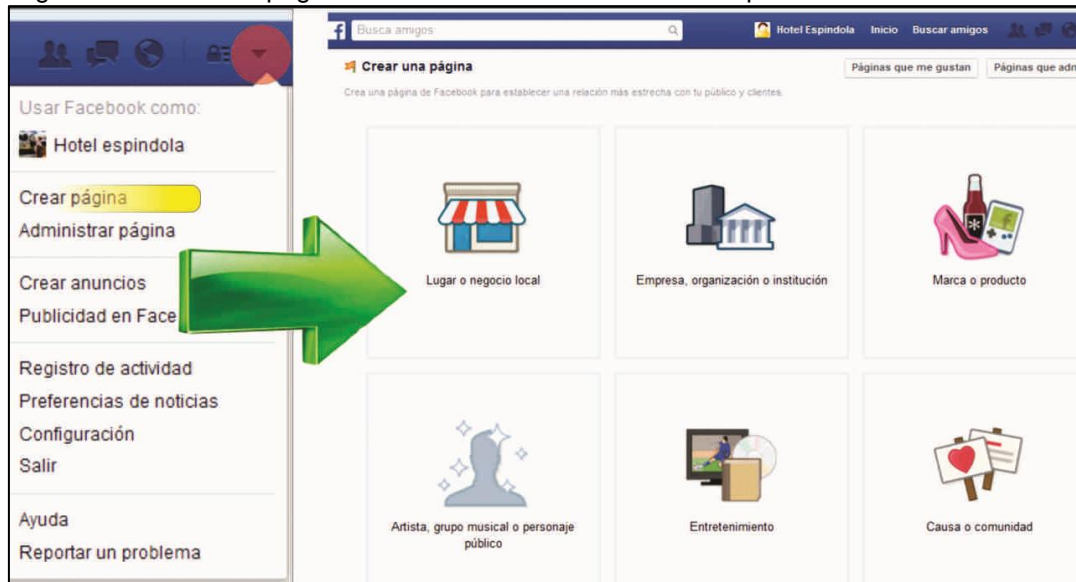 Usar Facebook como:
Hotel espindola
Crear página
Administrar página
Crear anuncios
Publicidad en Face
Registro de actividad
Preferencias de noticias
Configuración
Salir
Ayuda
Reportar un problema
f Busca amigos Hotel Espindola Inicio Buscar amigos
Crear una página Páginas que me gustan Páginas que adm
Crea una página de Facebook para establecer una relación más estrecha con tu público y clientes.
Lugar o negocio local
Empresa, organización o institución
Marca o producto
Artista, grupo musical o personaje
público
Entretenimiento
Causa o comunidad